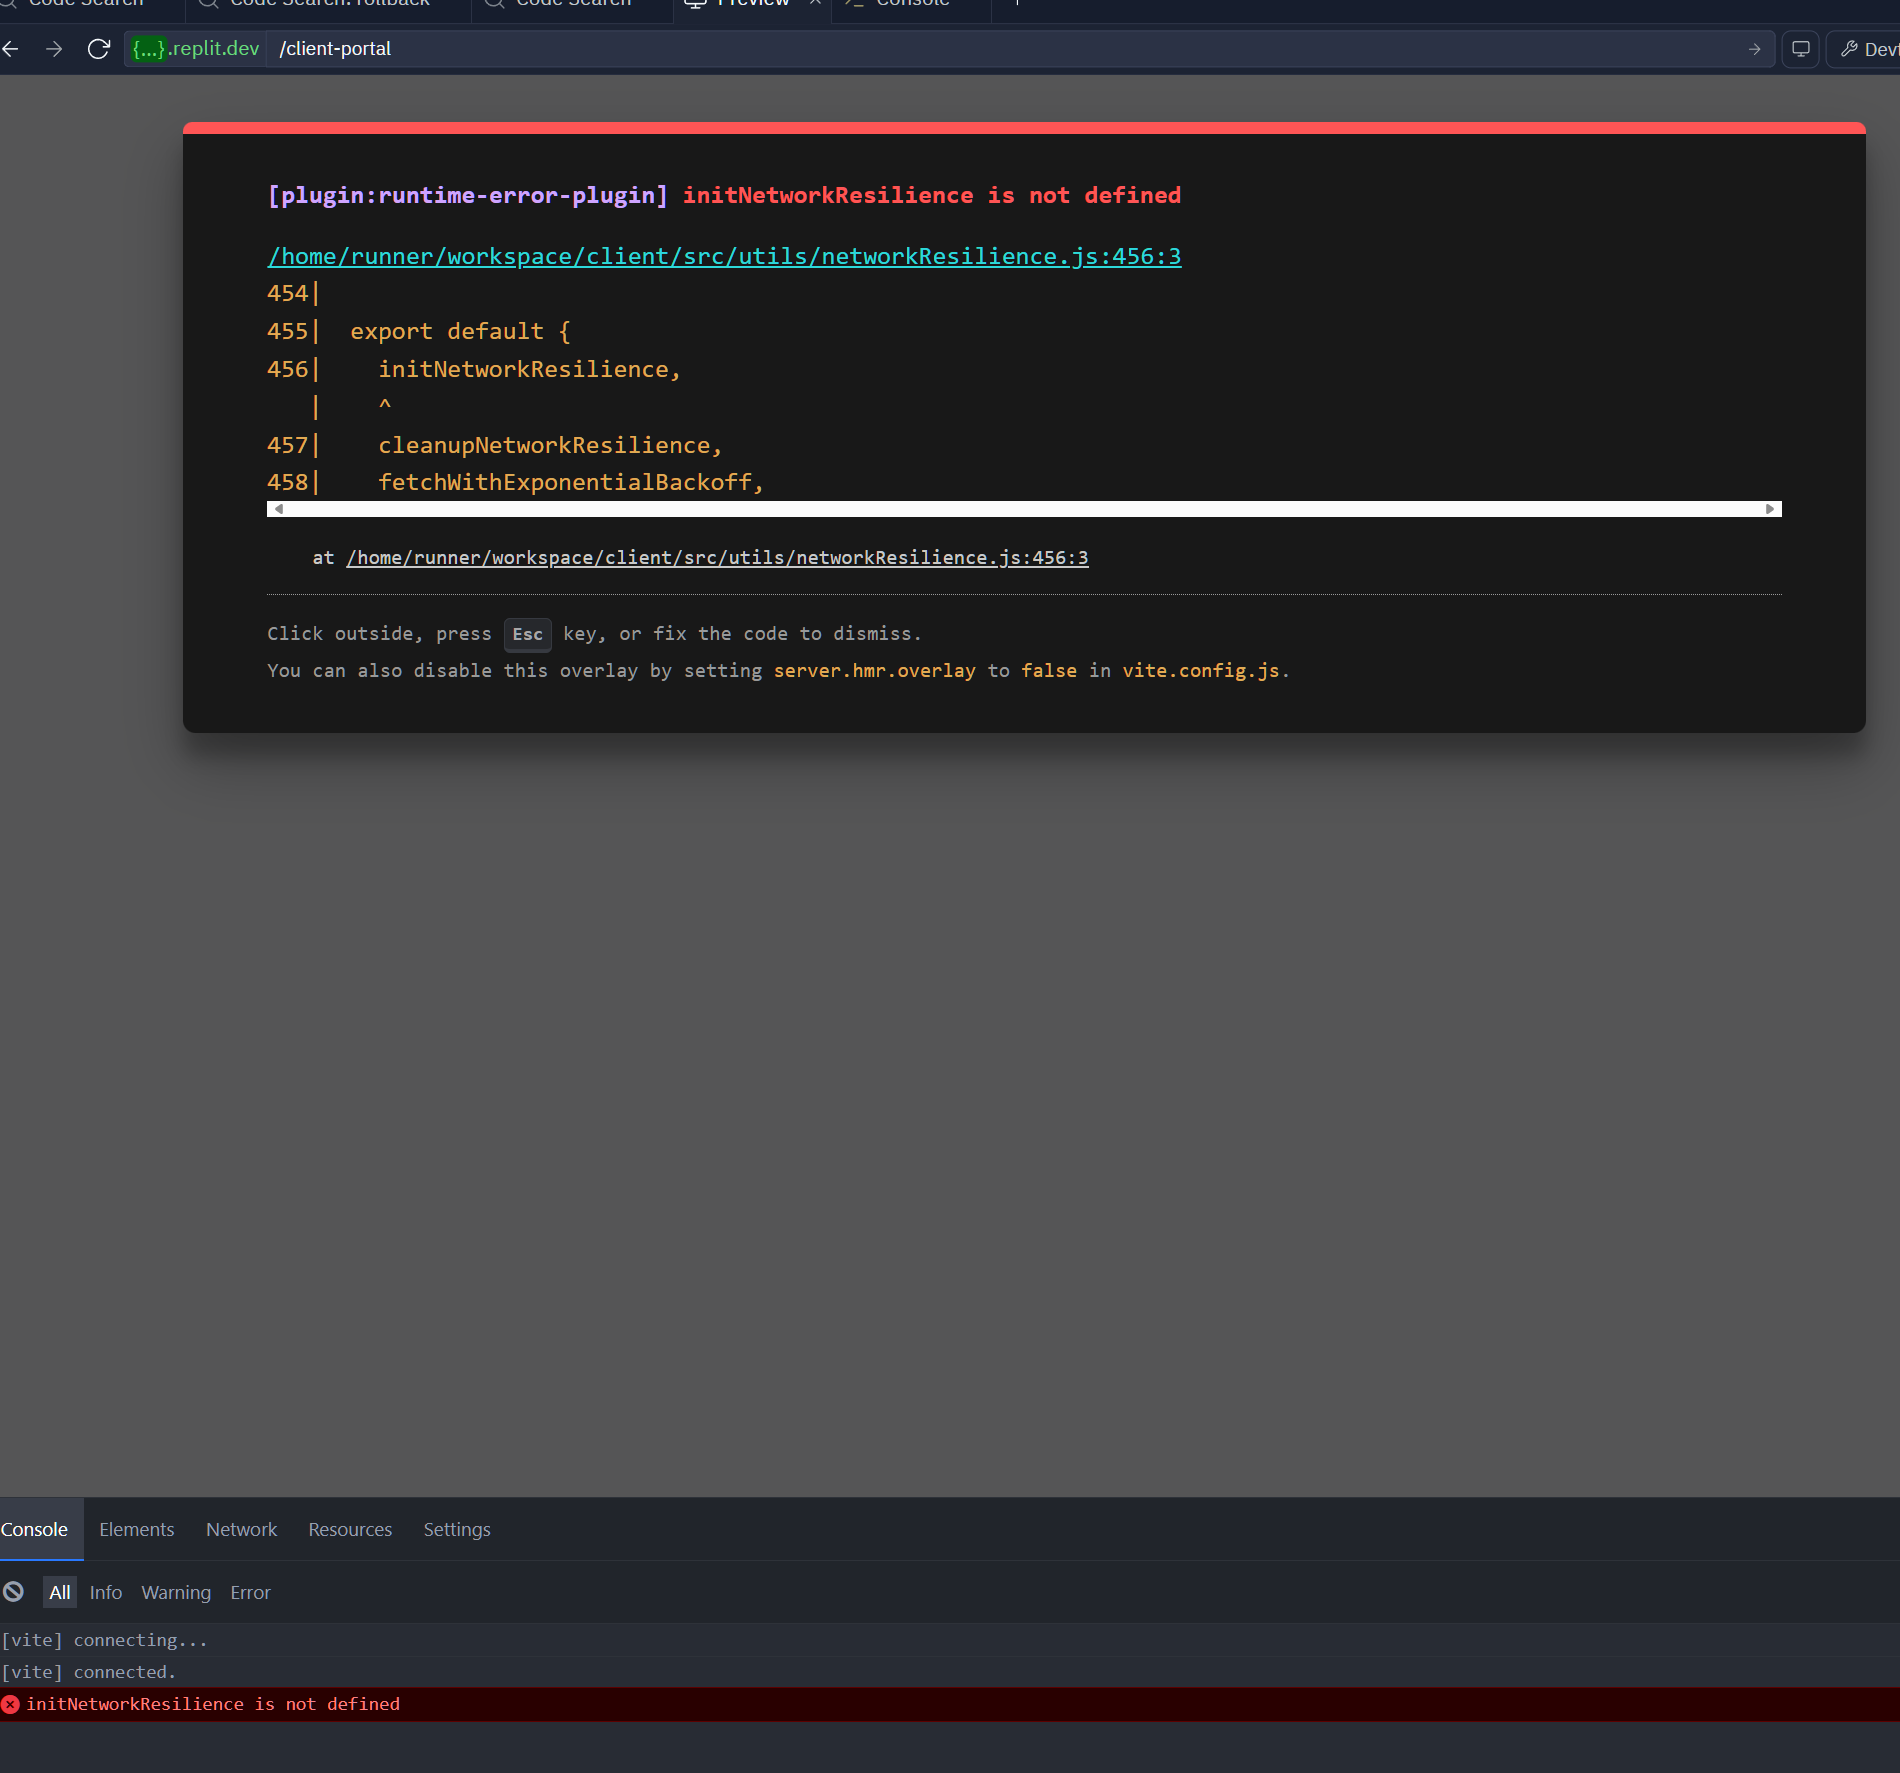 Code Search
Code Search: rollback
Code Search
Preview
Console
{...}.replit.dev /client-portal
[plugin:runtime-error-plugin] initNetworkResilience is not defined
/home/runner/workspace/client/src/utils/networkResilience.js:456:3
454|
455|  export default {
456|    initNetworkResilience,
   |    ^
457|    cleanupNetworkResilience,
458|    fetchWithExponentialBackoff,
at /home/runner/workspace/client/src/utils/networkResilience.js:456:3
Click outside, press Esc key, or fix the code to dismiss.
You can also disable this overlay by setting server.hmr.overlay to false in vite.config.js.
Console Elements Network Resources Settings
All Info Warning Error
[vite] connecting...
[vite] connected.
initNetworkResilience is not defined